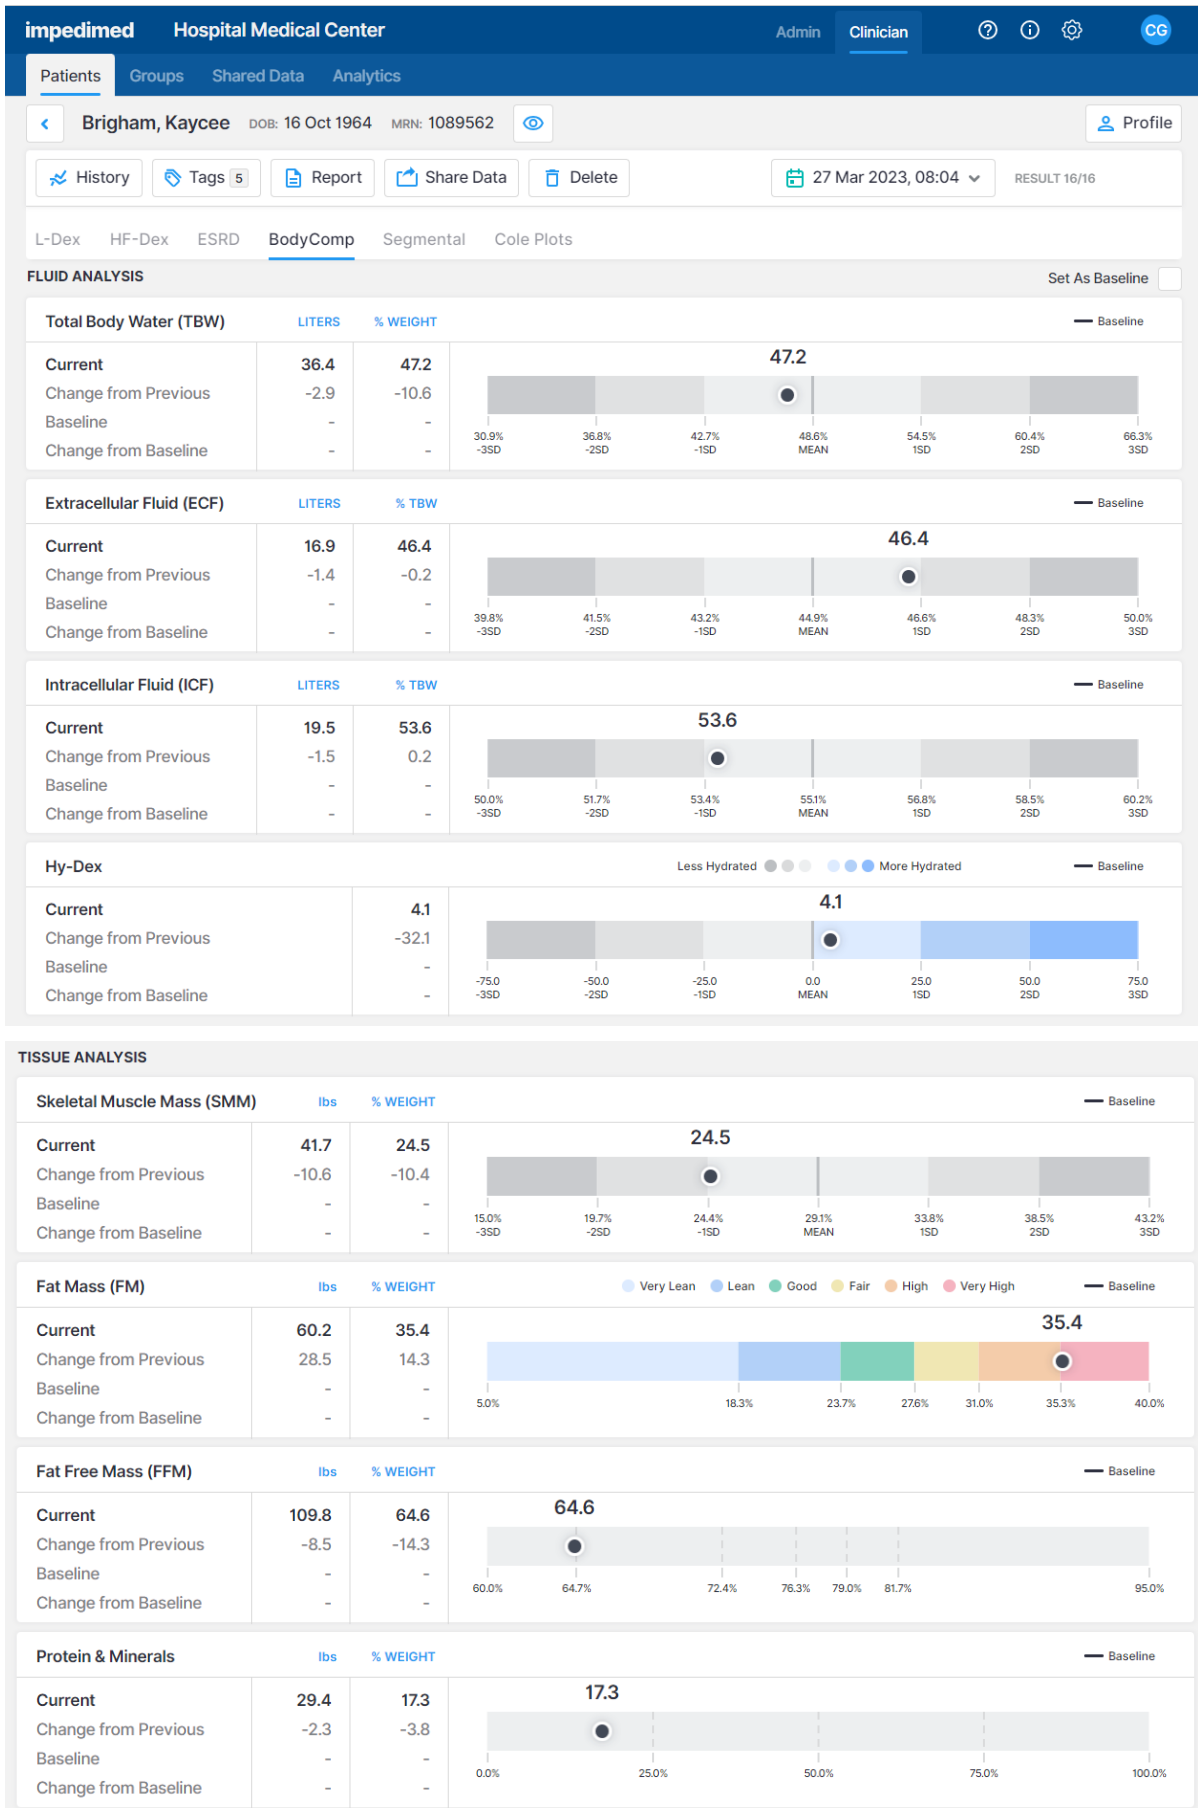 impedimed Hospital Medical Center Admin Clinician CG
Patients Groups Shared Data Analytics
Brigham, Kaycee DOB: 16 Oct 1964 MRN: 1089562 Profile
History Tags 5 Report Share Data Delete 27 Mar 2023, 08:04 RESULT 16/16
L-Dex HF-Dex ESRD BodyComp Segmental Cole Plots
FLUID ANALYSIS Set As Baseline
Total Body Water (TBW) LITERS % WEIGHT Baseline
47.2
Current 36.4 47.2
Change from Previous -2.9 -10.6
Baseline - -
Change from Baseline - -
30.9% 36.8% 42.7% 48.6% 54.5% 60.4% 66.3%
-3SD -2SD -1SD MEAN 1SD 2SD 3SD
Extracellular Fluid (ECF) LITERS % TBW Baseline
46.4
Current 16.9 46.4
Change from Previous -1.4 -0.2
Baseline - -
Change from Baseline - -
39.8% 41.5% 43.2% 44.9% 46.6% 48.3% 50.0%
-3SD -2SD -1SD MEAN 1SD 2SD 3SD
Intracellular Fluid (ICF) LITERS % TBW Baseline
53.6
Current 19.5 53.6
Change from Previous -1.5 0.2
Baseline - -
Change from Baseline - -
50.0% 51.7% 53.4% 55.1% 56.8% 58.5% 60.2%
-3SD -2SD -1SD MEAN 1SD 2SD 3SD
Hy-Dex Less Hydrated More Hydrated Baseline
4.1
Current 4.1
Change from Previous -32.1
Baseline -
Change from Baseline -
-75.0 -50.0 -25.0 0.0 25.0 50.0 75.0
-3SD -2SD -1SD MEAN 1SD 2SD 3SD
TISSUE ANALYSIS
Skeletal Muscle Mass (SMM) lbs % WEIGHT Baseline
24.5
Current 41.7 24.5
Change from Previous -10.6 -10.4
Baseline - -
Change from Baseline - -
15.0% 19.7% 24.4% 29.1% 33.8% 38.5% 43.2%
-3SD -2SD -1SD MEAN 1SD 2SD 3SD
Fat Mass (FM) lbs % WEIGHT Very Lean Lean Good Fair High Very High Baseline
35.4
Current 60.2 35.4
Change from Previous 28.5 14.3
Baseline - -
Change from Baseline - -
5.0% 18.3% 23.7% 27.6% 31.0% 35.3% 40.0%
Fat Free Mass (FFM) lbs % WEIGHT Baseline
64.6
Current 109.8 64.6
Change from Previous -8.5 -14.3
Baseline - -
Change from Baseline - -
60.0% 64.7% 72.4% 76.3% 79.0% 81.7% 95.0%
Protein & Minerals lbs % WEIGHT Baseline
17.3
Current 29.4 17.3
Change from Previous -2.3 -3.8
Baseline - -
Change from Baseline - -
0.0% 25.0% 50.0% 75.0% 100.0%